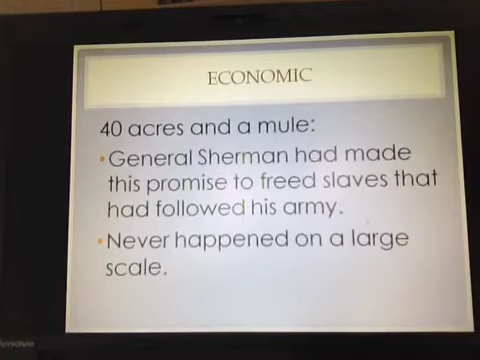 ECONOMIC
40 acres and a mule:
•General Sherman had made
this promise to freed slaves that
had followed his army.
•Never happened on a large
scale.
lenovo